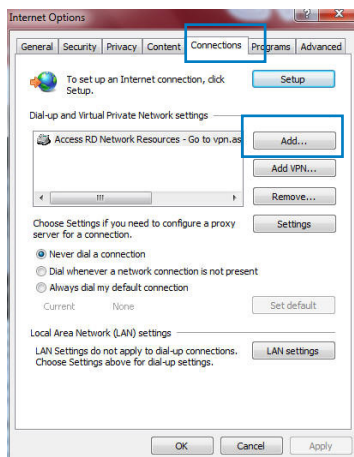 Internet Options
General Security Privacy Content Connections Programs Advanced
To set up an Internet connection, click
Setup.
Setup
Dial-up and Virtual Private Network settings
Access RD Network Resources - Go to vpn.as
Add...
Add VPN...
Remove...
Choose Settings if you need to configure a proxy
server for a connection.
Settings
Never dial a connection
Dial whenever a network connection is not present
Always dial my default connection
Current None
Set default
Local Area Network (LAN) settings
LAN Settings do not apply to dial-up connections.
Choose Settings above for dial-up settings.
LAN settings
OK Cancel Apply